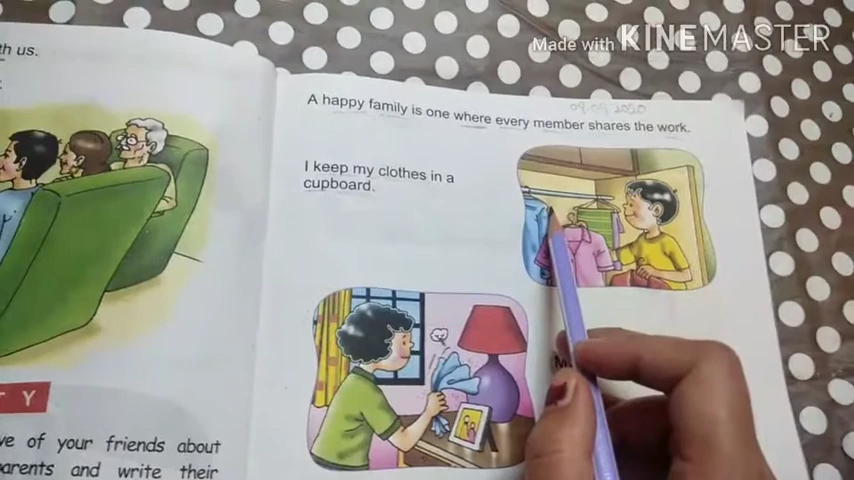 Made with KINEMASTER
th us.
09.09.2020
A happy family is one where every member shares the work.
I keep my clothes in a
cupboard.
T Y
ve of your friends about
parents and write their